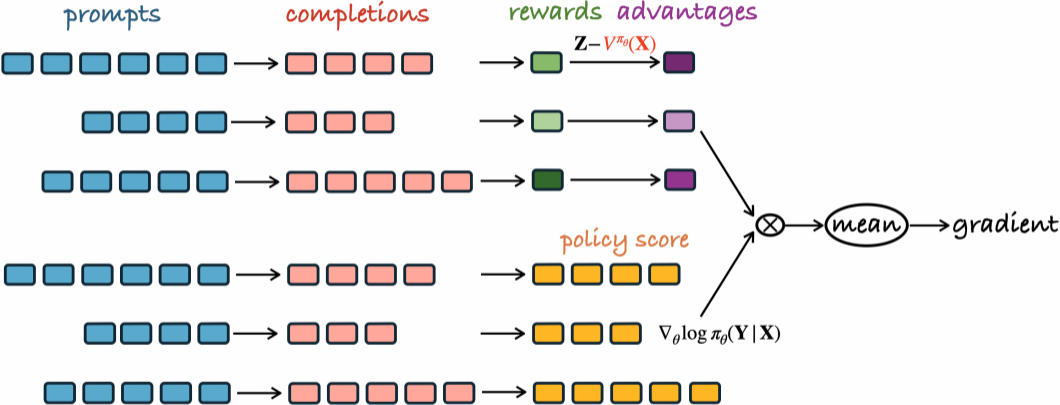 prompts completions rewards advantages
Z− V^{π_θ}(X)
policy score
⊗ mean gradient
∇_θ log π_θ(Y | X)